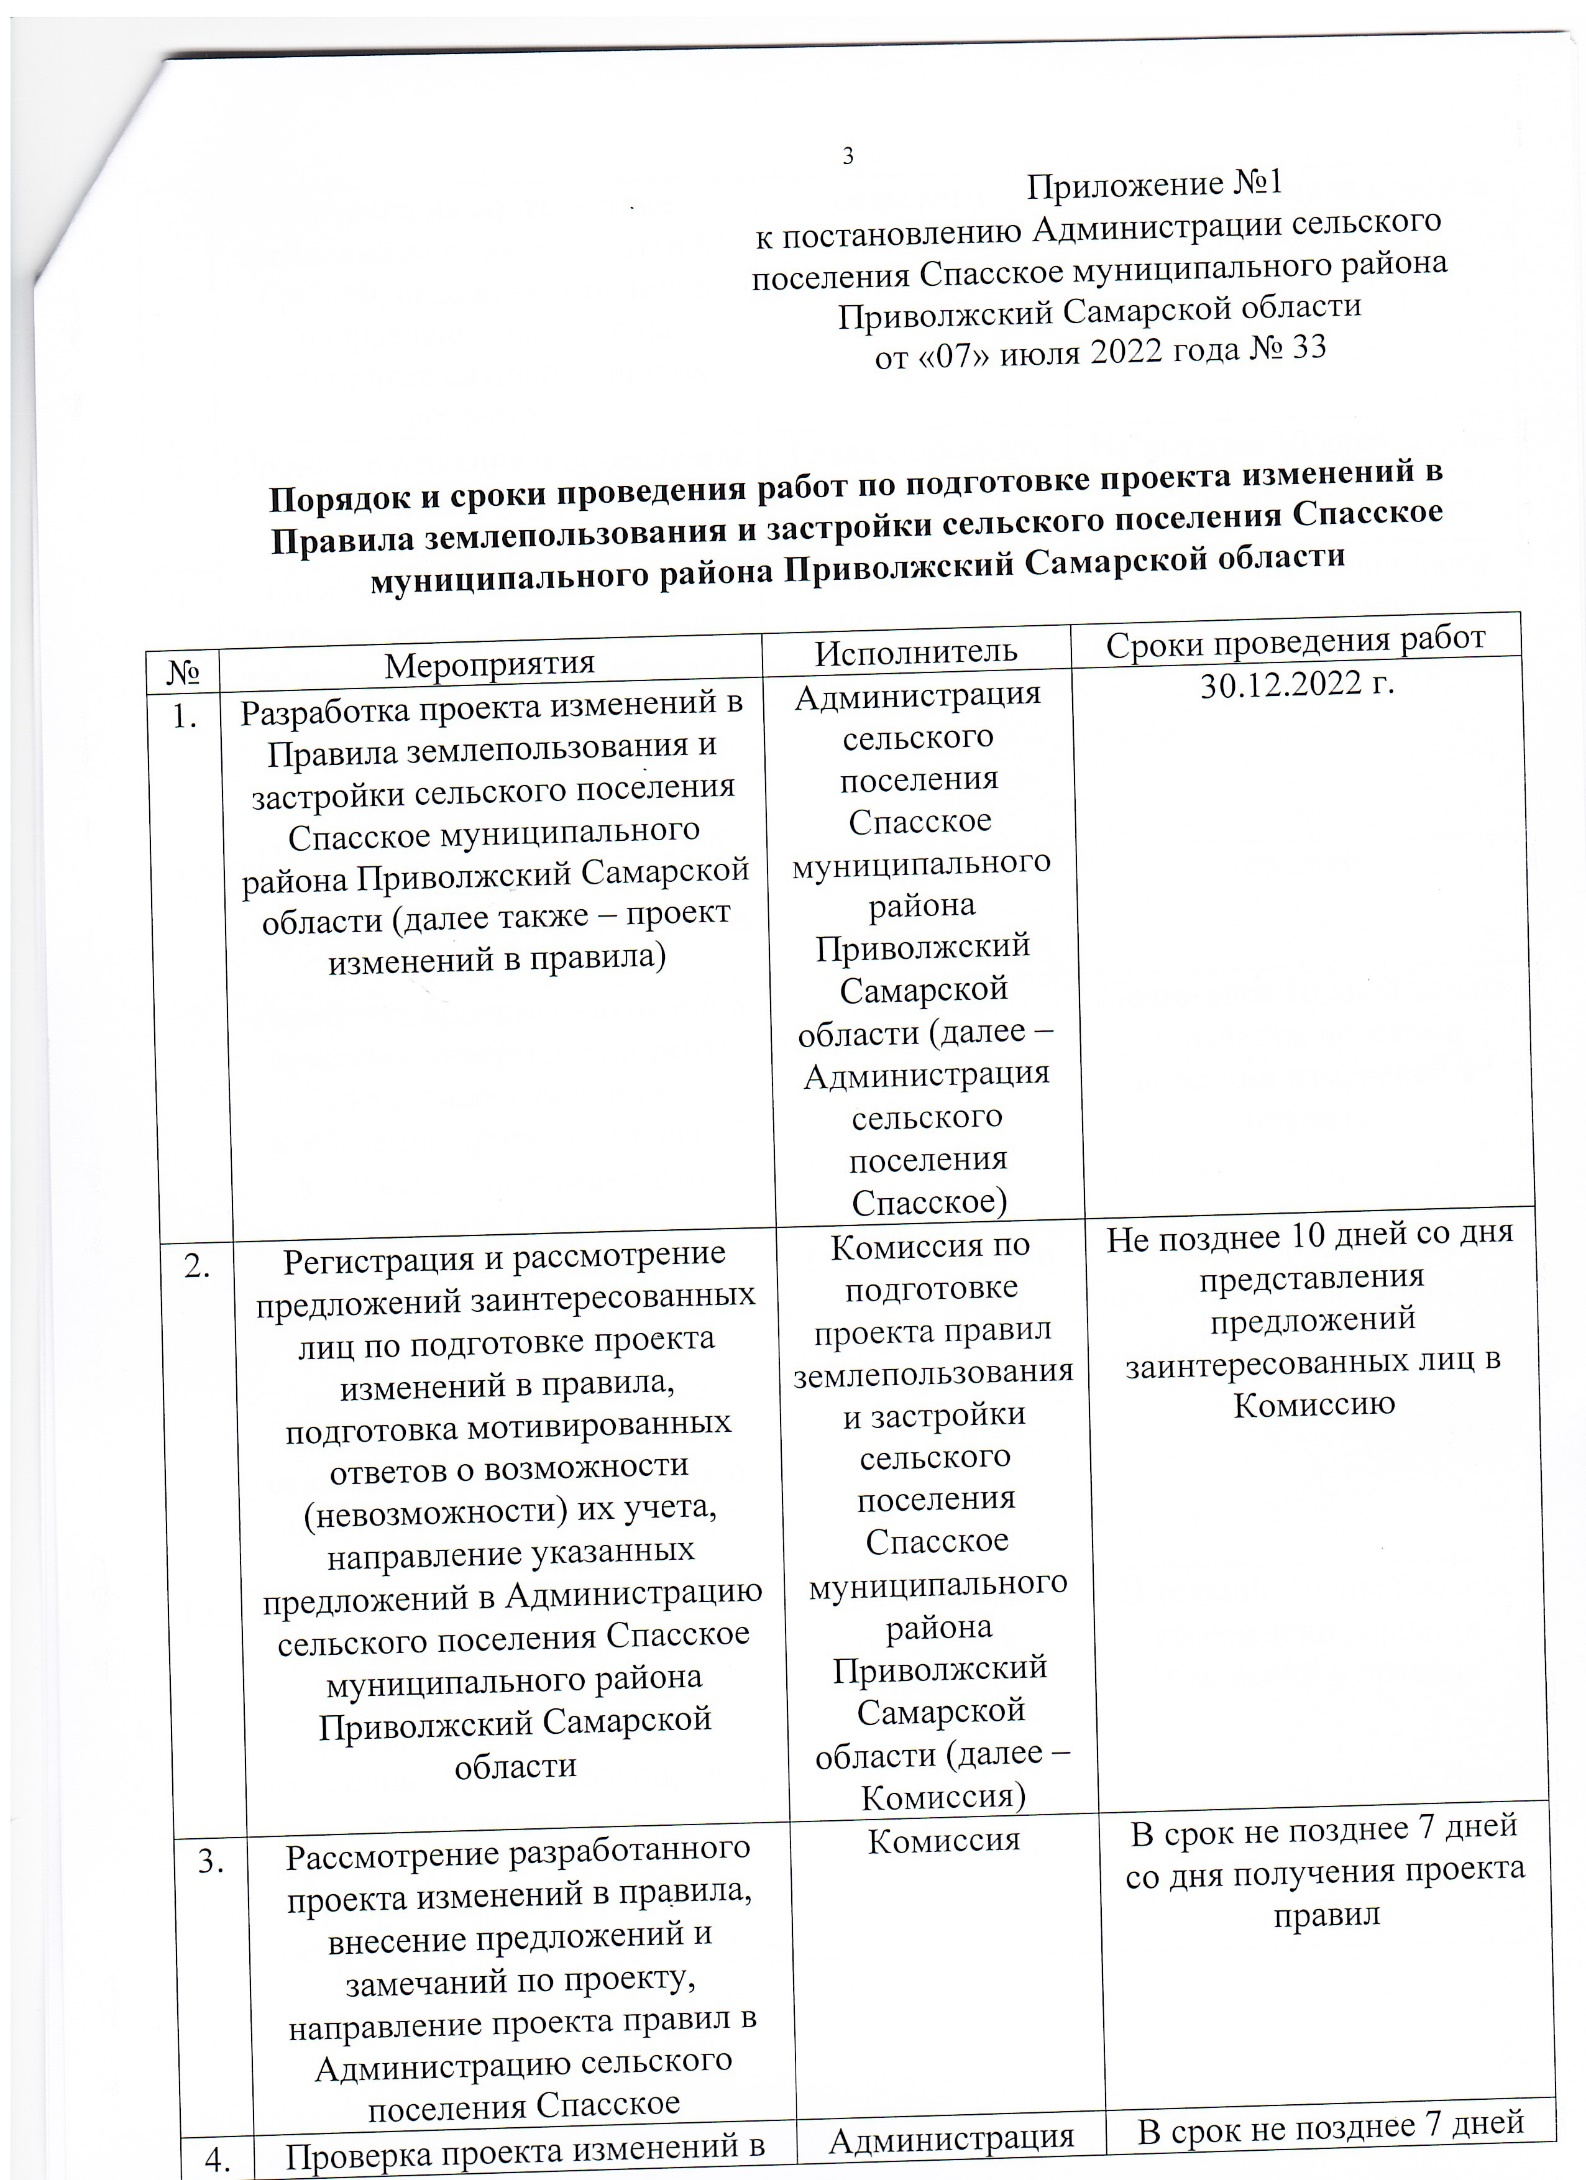 3
Приложение №1
к постановлению Администрации сельского
поселения Спасское муниципального района
Приволжский Самарской области
от «07» июля 2022 года № 33
Порядок и сроки проведения работ по подготовке проекта изменений в
Правила землепользования и застройки сельского поселения Спасское
муниципального района Приволжский Самарской области
№ Мероприятия Исполнитель Сроки проведения работ
1.
Разработка проекта изменений в
Правила землепользования и
застройки сельского поселения
Спасское муниципального
района Приволжский Самарской
области (далее также – проект
изменений в правила)
Администрация
сельского
поселения
Спасское
муниципального
района
Приволжский
Самарской
области (далее –
Администрация
сельского
поселения
Спасское)
30.12.2022 г.
2.
Регистрация и рассмотрение
предложений заинтересованных
лиц по подготовке проекта
изменений в правила,
подготовка мотивированных
ответов о возможности
(невозможности) их учета,
направление указанных
предложений в Администрацию
сельского поселения Спасское
муниципального района
Приволжский Самарской
области
Комиссия по
подготовке
проекта правил
землепользования
и застройки
сельского
поселения
Спасское
муниципального
района
Приволжский
Самарской
области (далее –
Комиссия)
Не позднее 10 дней со дня
представления
предложений
заинтересованных лиц в
Комиссию
3.
Рассмотрение разработанного
проекта изменений в правила,
внесение предложений и
замечаний по проекту,
направление проекта правил в
Администрацию сельского
поселения Спасское
Комиссия
В срок не позднее 7 дней
со дня получения проекта
правил
4.
Проверка проекта изменений в
Администрация
В срок не позднее 7 дней